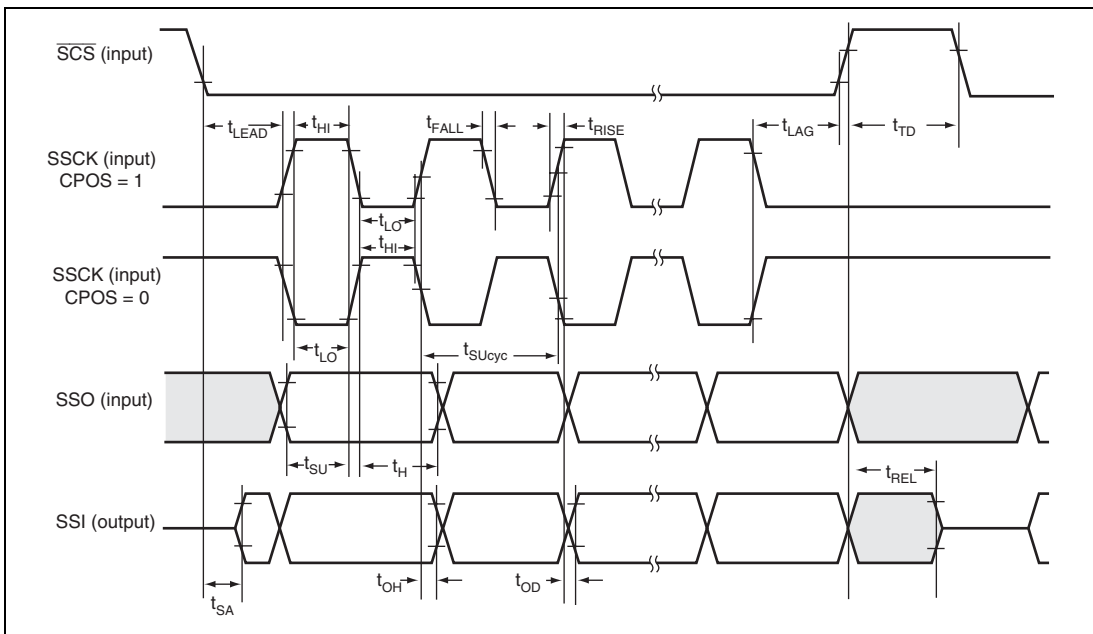 SCS (input)
tLEAD
tHI
tFALL
tRISE
tLAG
tTD
SSCK (input)
CPOS = 1
tLO
tHI
SSCK (input)
CPOS = 0
tLO
tSUcyc
SSO (input)
tSU
tH
tREL
SSI (output)
tSA
tOH
tOD